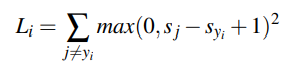 L_i = \sum_{j \neq y_i} max(0, s_j - s_{y_i} + 1)^2